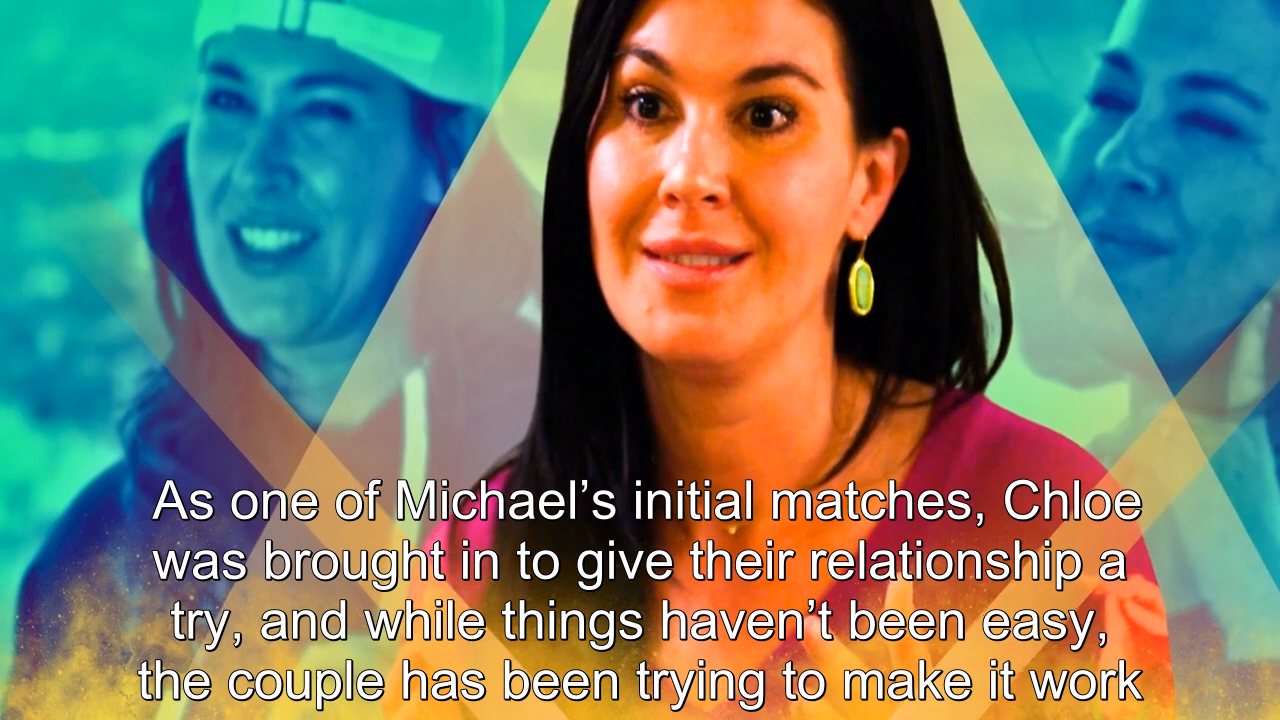 As one of Michael’s initial matches, Chloe
was brought in to give their relationship a
try, and while things haven’t been easy,
the couple has been trying to make it work